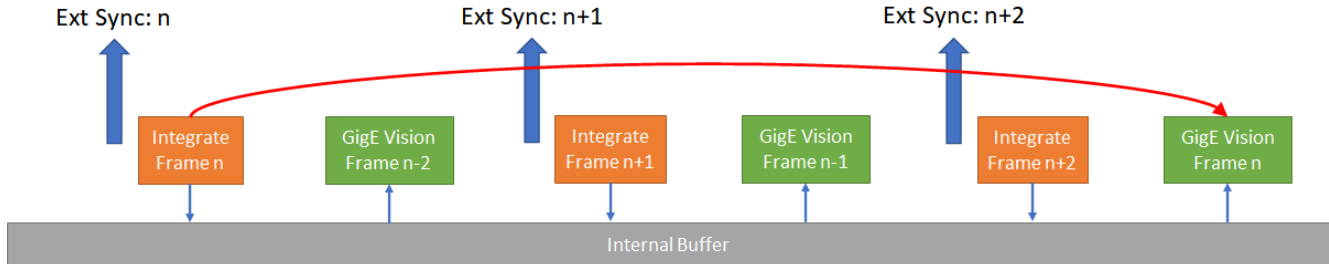 Ext Sync: n
Ext Sync: n+1
Ext Sync: n+2
Integrate
Frame n
GigE Vision
Frame n-2
Integrate
Frame n+1
GigE Vision
Frame n-1
Integrate
Frame n+2
GigE Vision
Frame n
Internal Buffer